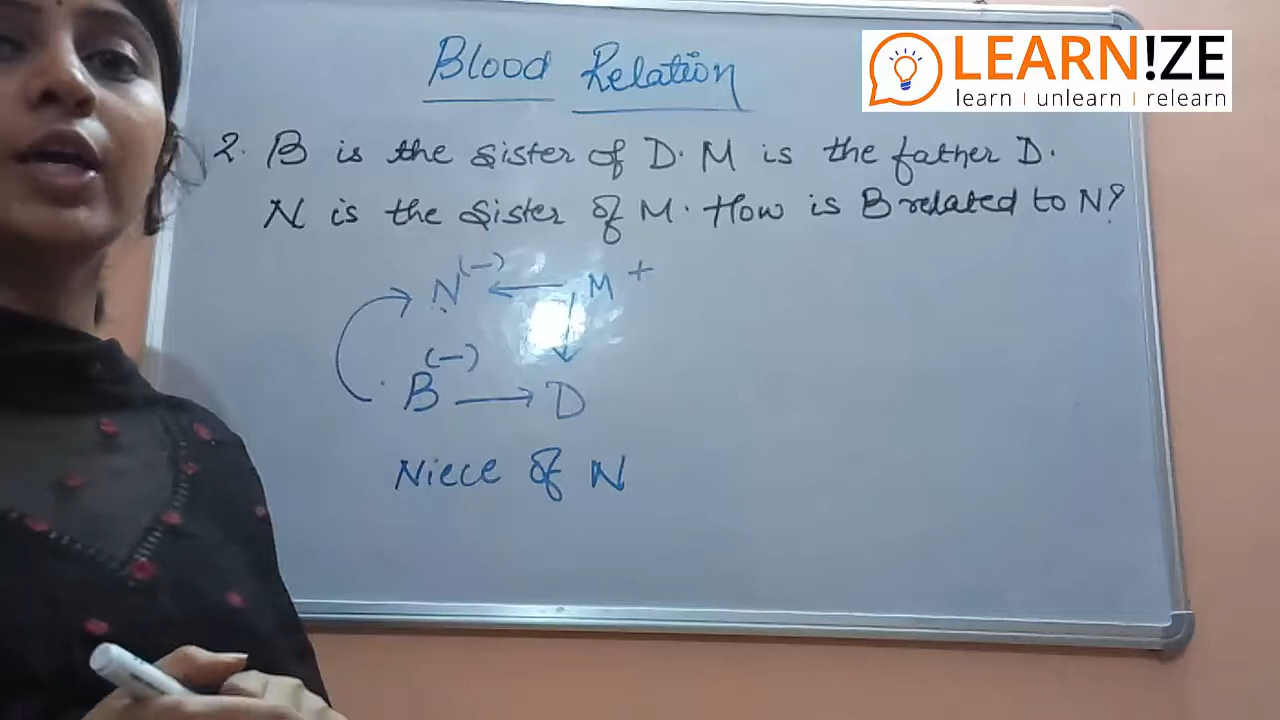 Blood Relation
LEARN!ZE
learn | unlearn | relearn
2. B is the sister of D. M is the father D.
N is the sister of M. How is B related to N?
N (-) ← M +
(-)
B → D
Niece of N